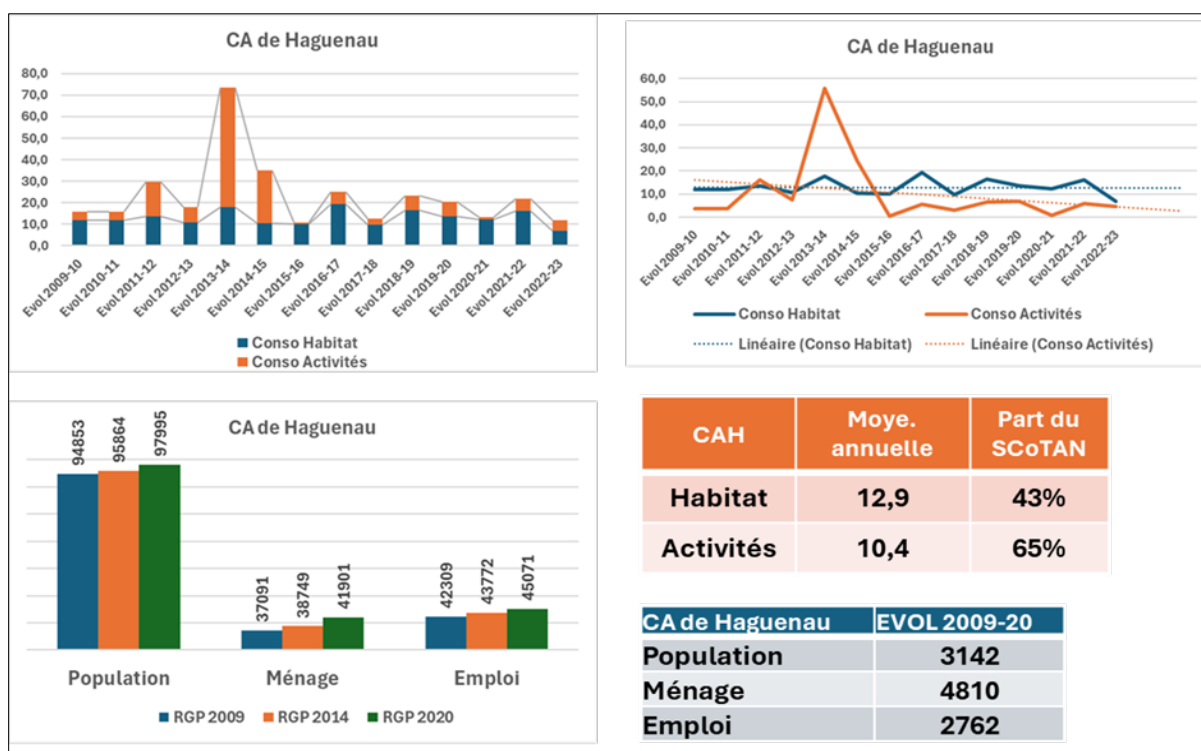 CA de Haguenau
80,0
70,0
60,0
50,0
40,0
30,0
20,0
10,0
0,0
Evol 2009-10
Evol 2010-11
Evol 2011-12
Evol 2012-13
Evol 2013-14
Evol 2014-15
Evol 2015-16
Evol 2016-17
Evol 2017-18
Evol 2018-19
Evol 2019-20
Evol 2020-21
Evol 2021-22
Evol 2022-23
Conso Habitat
Conso Activités
CA de Haguenau
60,0
50,0
40,0
30,0
20,0
10,0
0,0
Evol 2009-10
Evol 2010-11
Evol 2011-12
Evol 2012-13
Evol 2013-14
Evol 2014-15
Evol 2015-16
Evol 2016-17
Evol 2017-18
Evol 2018-19
Evol 2019-20
Evol 2020-21
Evol 2021-22
Evol 2022-23
Conso Habitat
Conso Activités
Linéaire (Conso Habitat)
Linéaire (Conso Activités)
CA de Haguenau
94853
95864
97995
37091
38749
41901
42309
43772
45071
Population
Ménage
Emploi
RGP 2009
RGP 2014
RGP 2020
CAH
Moye.
annuelle
Part du
SCoTAN
Habitat 12,9 43%
Activités 10,4 65%
CA de Haguenau EVOL 2009-20
Population 3142
Ménage 4810
Emploi 2762